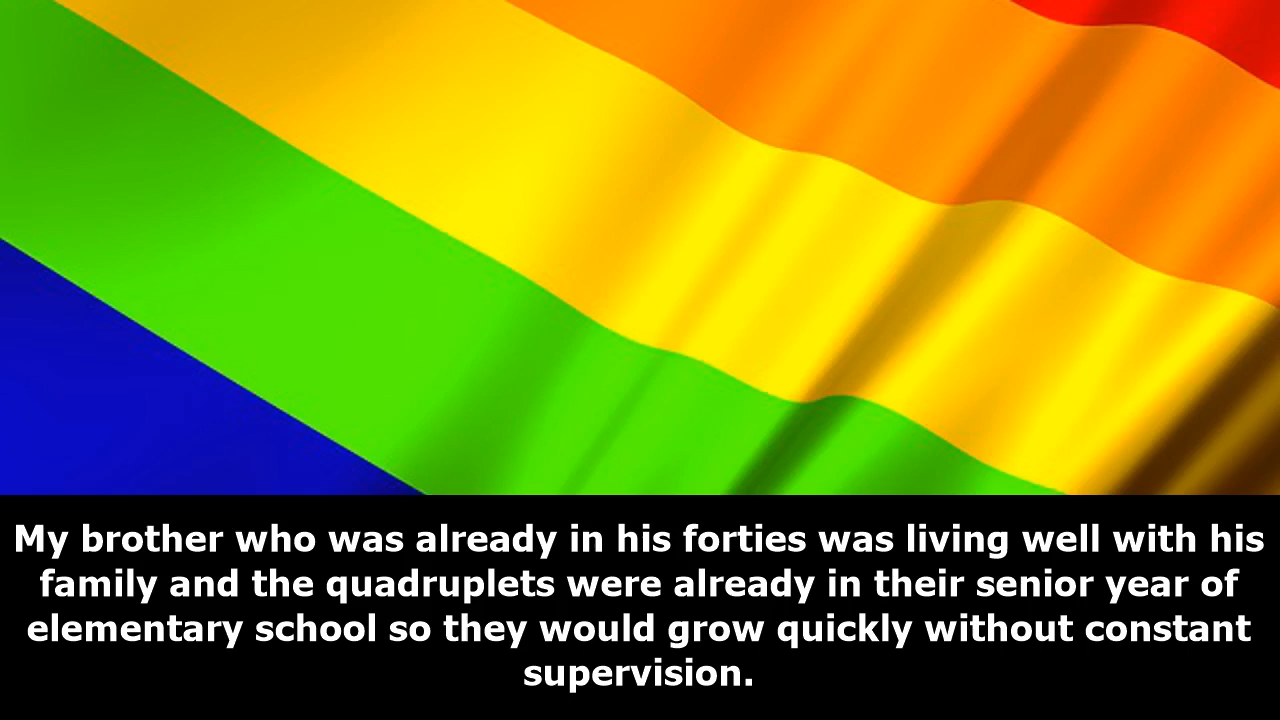 My brother who was already in his forties was living well with his
family and the quadruplets were already in their senior year of
elementary school so they would grow quickly without constant
supervision.